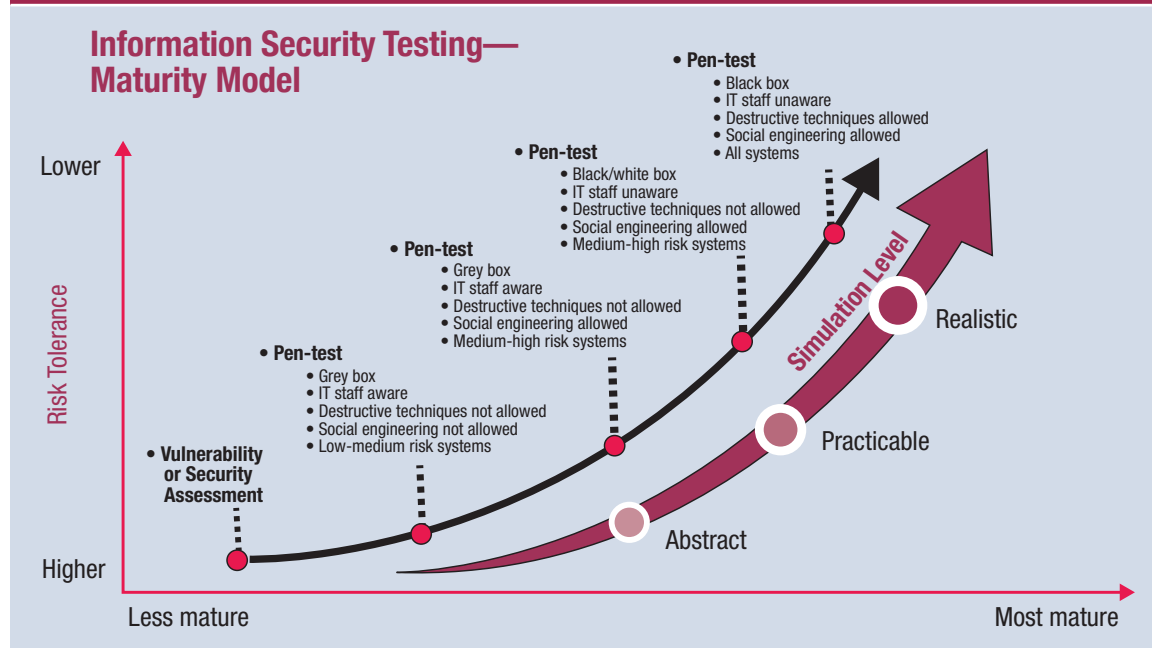 Information Security Testing—
Maturity Model
• Pen-test
• Black box
• IT staff unaware
• Destructive techniques allowed
• Social engineering allowed
• All systems
• Pen-test
• Black/white box
• IT staff unaware
• Destructive techniques not allowed
• Social engineering allowed
• Medium-high risk systems
• Pen-test
• Grey box
• IT staff aware
• Destructive techniques not allowed
• Social engineering allowed
• Medium-high risk systems
• Pen-test
• Grey box
• IT staff aware
• Destructive techniques not allowed
• Social engineering not allowed
• Low-medium risk systems
• Vulnerability
or Security
Assessment
Lower
Risk Tolerance
Higher
Simulation Level
Realistic
Practicable
Abstract
Less mature
Most mature